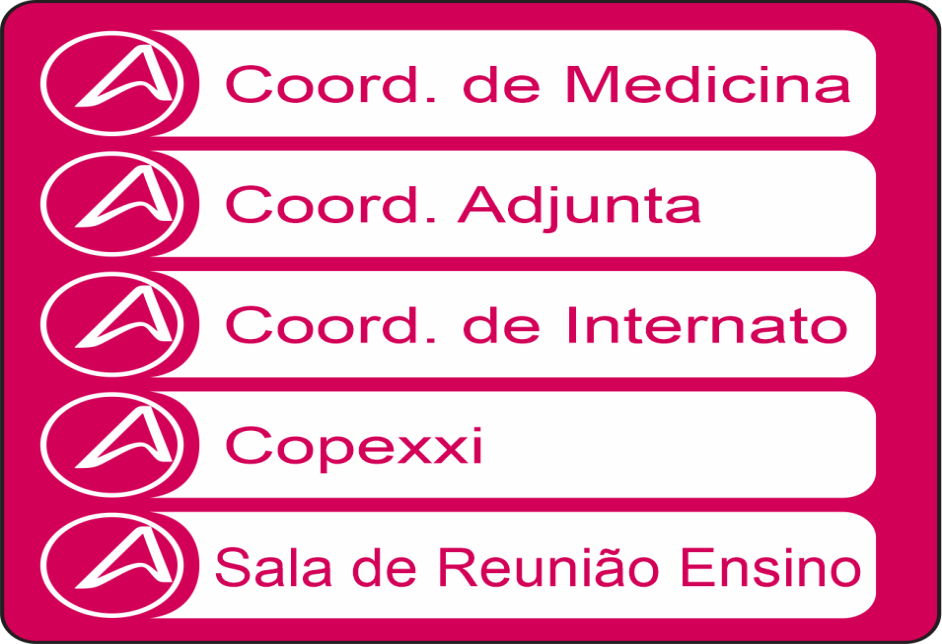 Coord. de Medicina
Coord. Adjunta
Coord. de Internato
Copexxi
Sala de Reunião Ensino